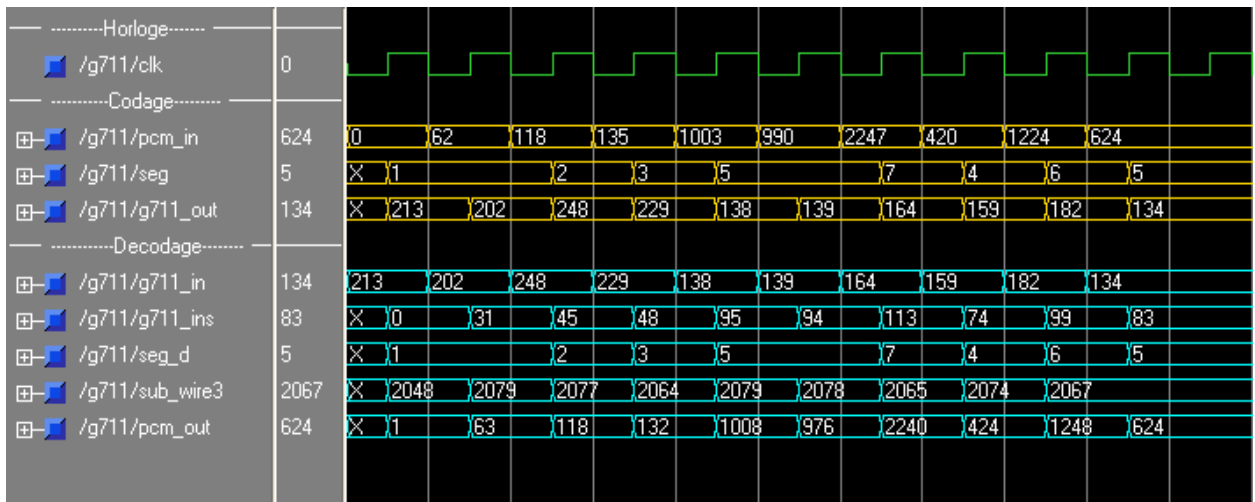 ----------Horloge-------
/g711/clk 0
----------Codage--------
/g711/pcm_in 624 0 62 118 135 1003 990 2247 420 1224 624
/g711/seg 5 X 1 2 3 5 7 4 6 5
/g711/g711_out 134 X 213 202 248 229 138 139 164 159 182 134
-----------Decodage-------
/g711/g711_in 134 213 202 248 229 138 139 164 159 182 134
/g711/g711_ins 83 X 0 31 45 48 95 94 113 74 99 83
/g711/seg_d 5 X 1 2 3 5 7 4 6 5
/g711/sub_wire3 2067 X 2048 2079 2077 2064 2079 2078 2065 2074 2067
/g711/pcm_out 624 X 1 63 118 132 1008 976 2240 424 1248 624